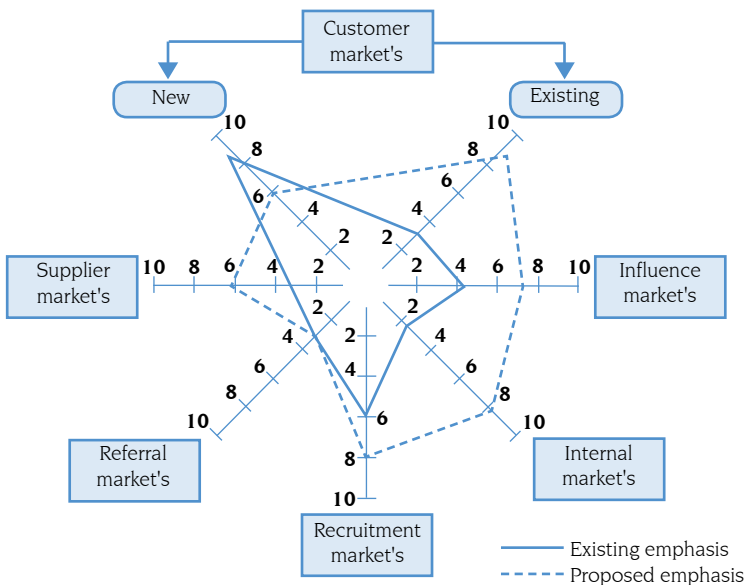 Customer
market's
New
Existing
10
8
6
4
2
10
8
6
4
2
Supplier
market's
10 8 6 4 2
2 4 6 8 10
Influence
market's
2
4
6
8
10
2
4
6
8
10
2
4
6
8
10
Referral
market's
Internal
market's
Recruitment
market's
Existing emphasis
Proposed emphasis